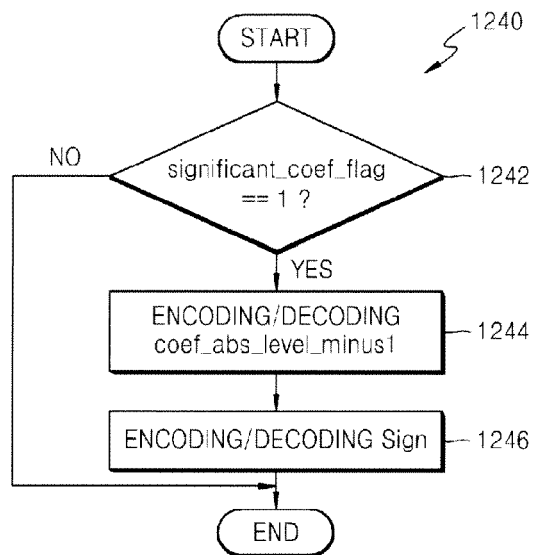 START
1240
NO
significant_coef_flag
== 1 ?
1242
YES
ENCODING/DECODING
coef_abs_level_minus1
1244
ENCODING/DECODING Sign
1246
END